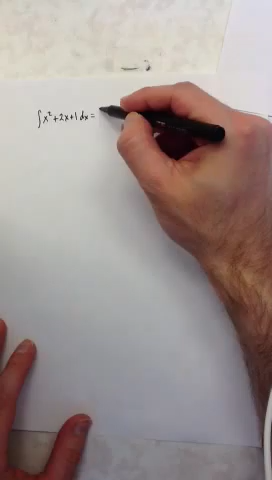 ∫x²+2x+1 dx =